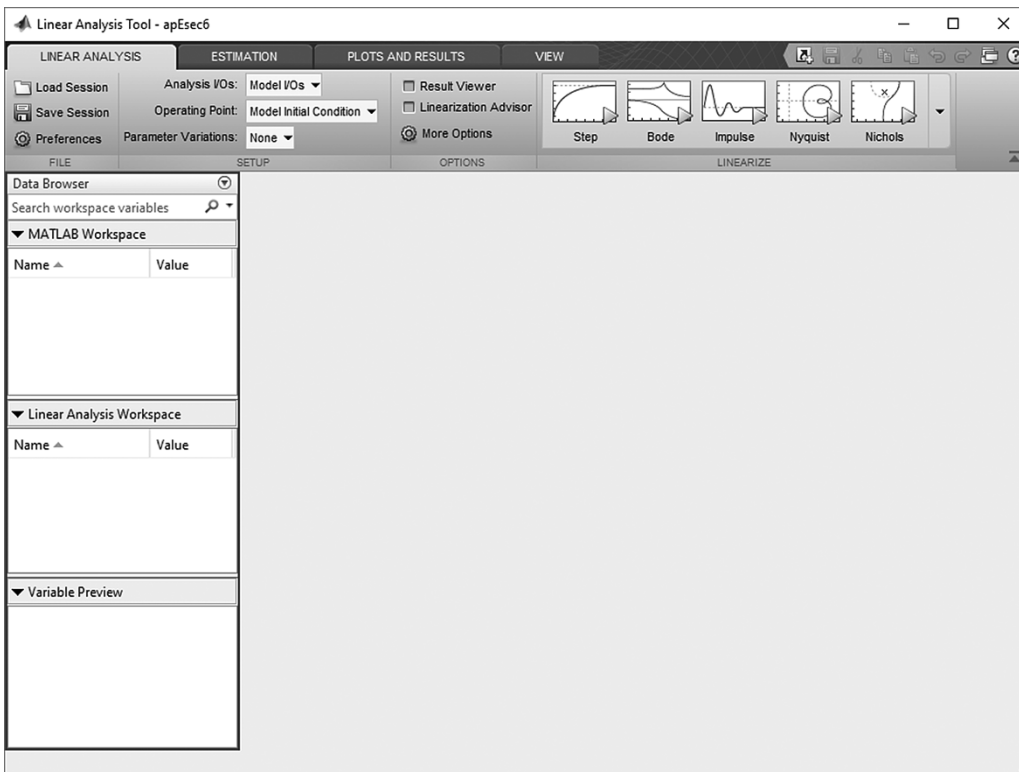 Linear Analysis Tool - apEsec6
LINEAR ANALYSIS ESTIMATION PLOTS AND RESULTS VIEW
Load Session
Save Session
Preferences
FILE
Analysis I/Os: Model I/Os
Operating Point: Model Initial Condition
Parameter Variations: None
SETUP
Result Viewer
Linearization Advisor
More Options
OPTIONS
Step Bode Impulse Nyquist Nichols
LINEARIZE
Data Browser
Search workspace variables
MATLAB Workspace
Name Value
Linear Analysis Workspace
Name Value
Variable Preview